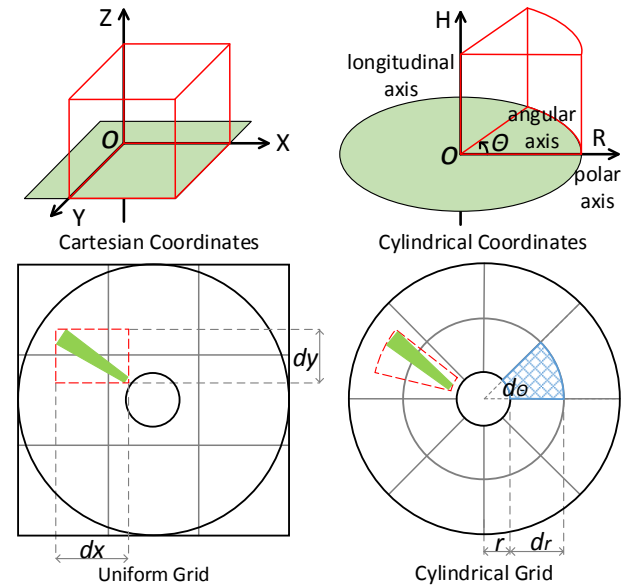 Z
O
X
Y
Cartesian Coordinates
H
longitudinal
axis
angular
axis
O
Θ
R
polar
axis
Cylindrical Coordinates
dy
dx
Uniform Grid
dΘ
r
dr
Cylindrical Grid